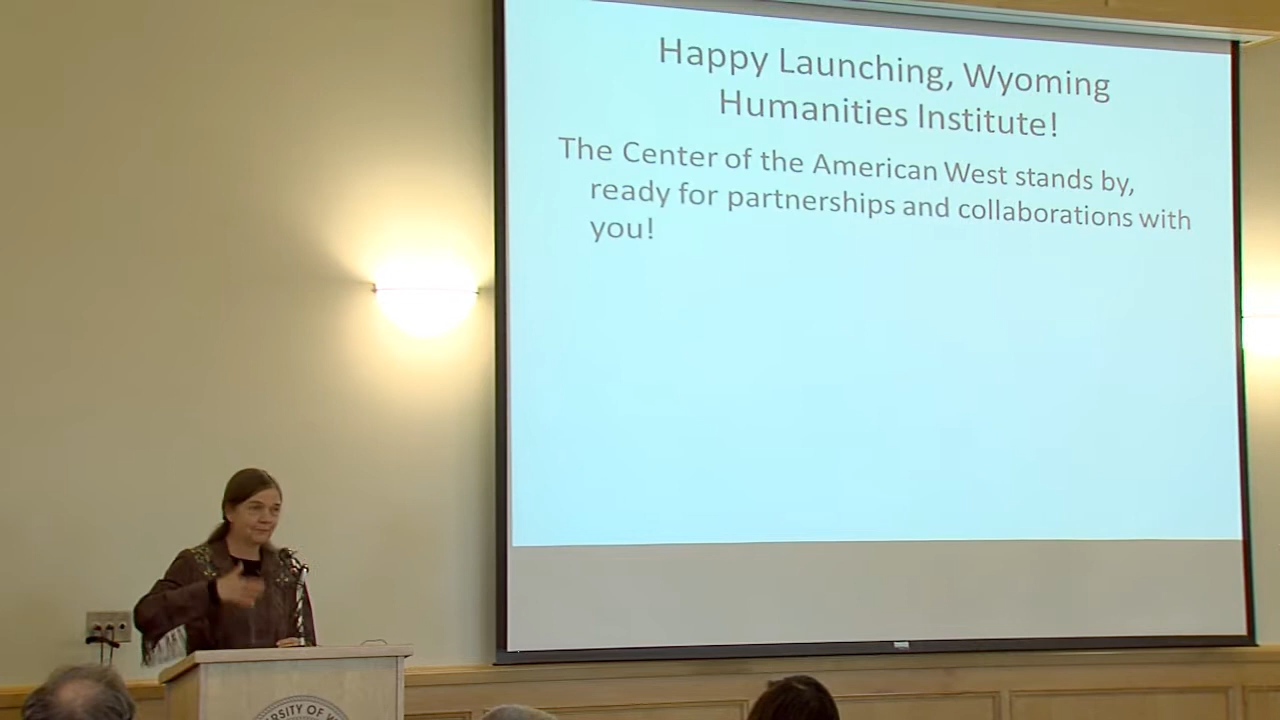 Happy Launching, Wyoming
Humanities Institute!
The Center of the American West stands by,
ready for partnerships and collaborations with
you!